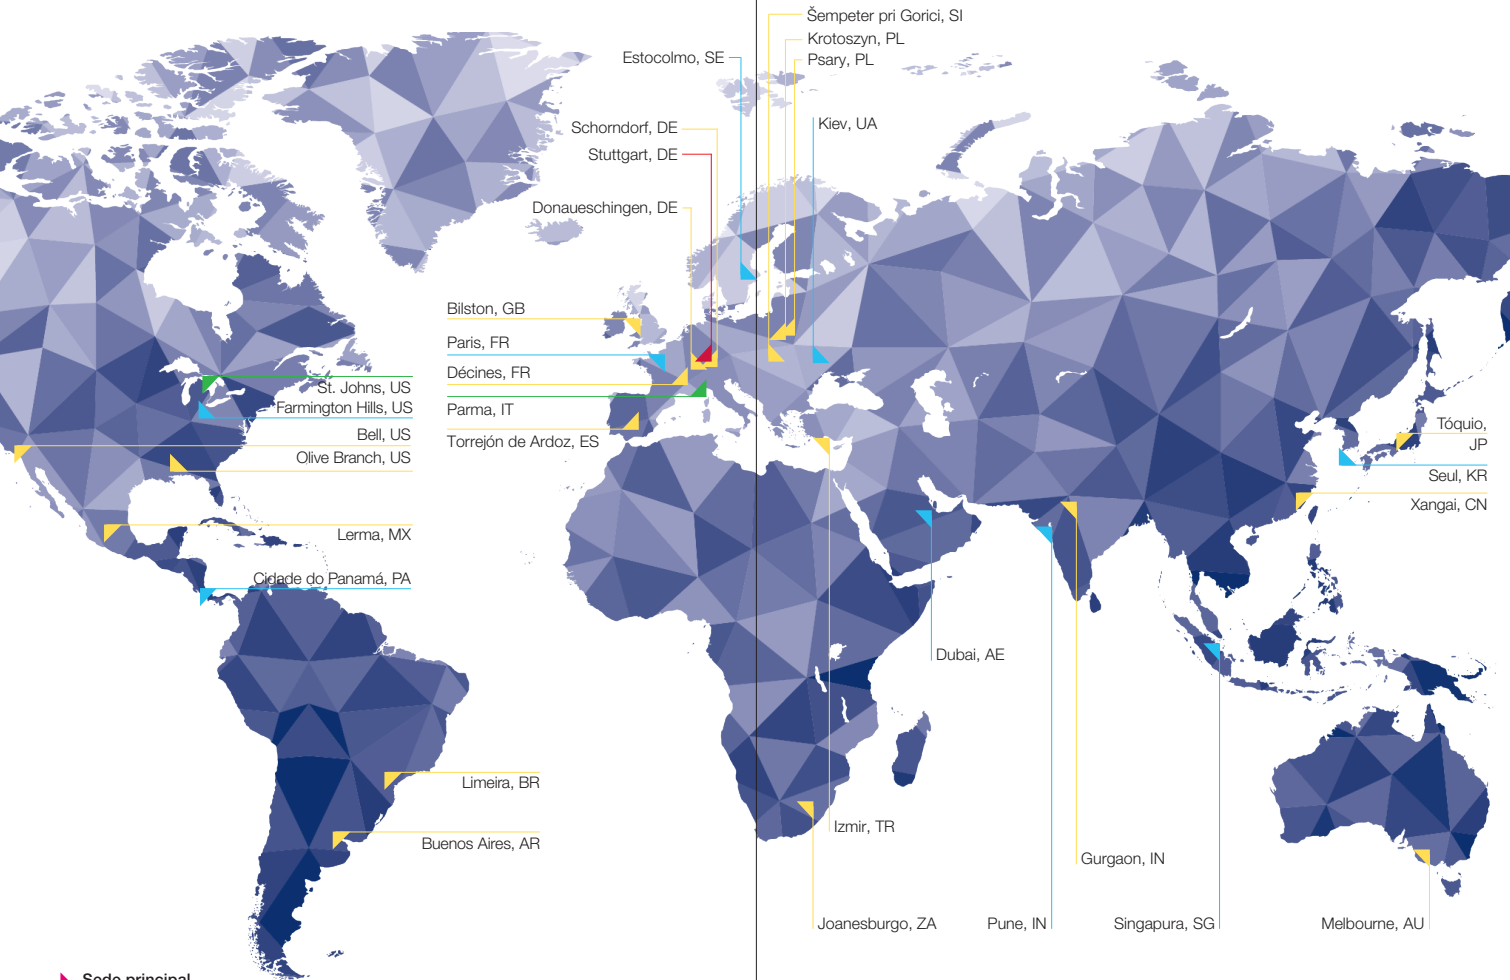 Šempeter pri Gorici, SI
Krotoszyn, PL
Estocolmo, SE
Psary, PL
Kiev, UA
Schorndorf, DE
Stuttgart, DE
Donaueschingen, DE
Bilston, GB
Paris, FR
Décines, FR
Parma, IT
Torrejón de Ardoz, ES
St. Johns, US
Farmington Hills, US
Bell, US
Olive Branch, US
Lerma, MX
Cidade do Panamá, PA
Tóquio,
JP
Seul, KR
Xangai, CN
Dubai, AE
Limeira, BR
Buenos Aires, AR
Izmir, TR
Gurgaon, IN
Joanesburgo, ZA
Pune, IN
Singapura, SG
Melbourne, AU
Sede principal